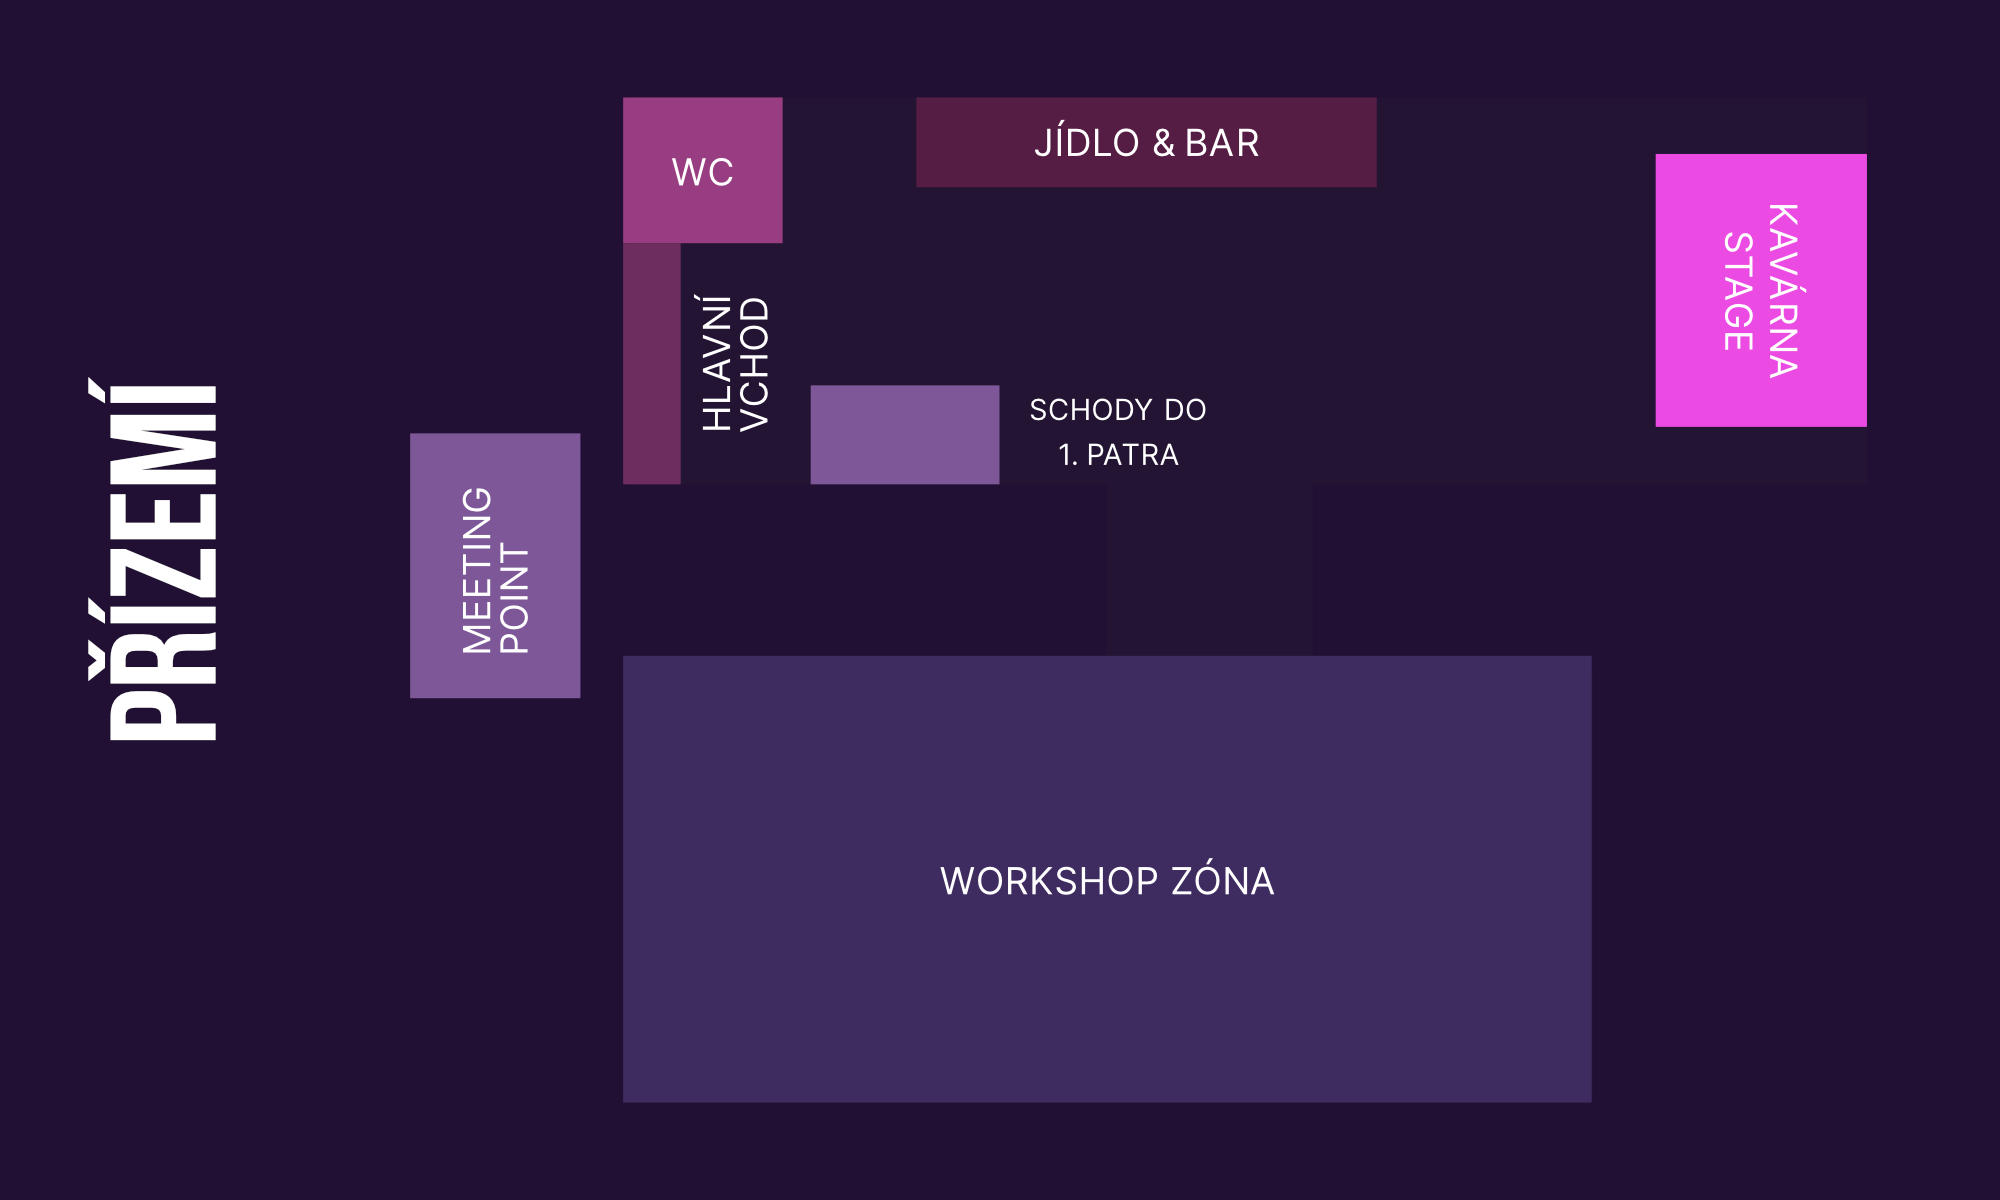 PŘÍZEMÍ
WC
JÍDLO & BAR
KAVÁRNA
STAGE
HLAVNÍ
VCHOD
SCHODY DO
1. PATRA
MEETING
POINT
WORKSHOP ZÓNA